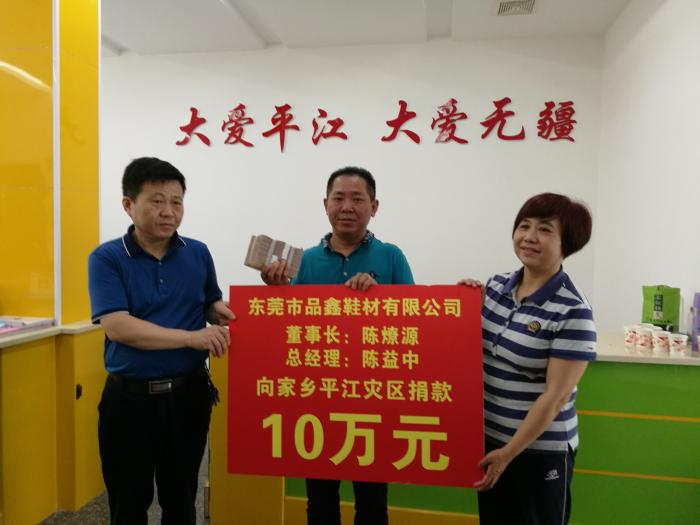 大爱平江 大爱无疆
东莞市品鑫鞋材有限公司
董事长：陈燎源
总经理：陈益中
向家乡平江灾区捐款
10万元